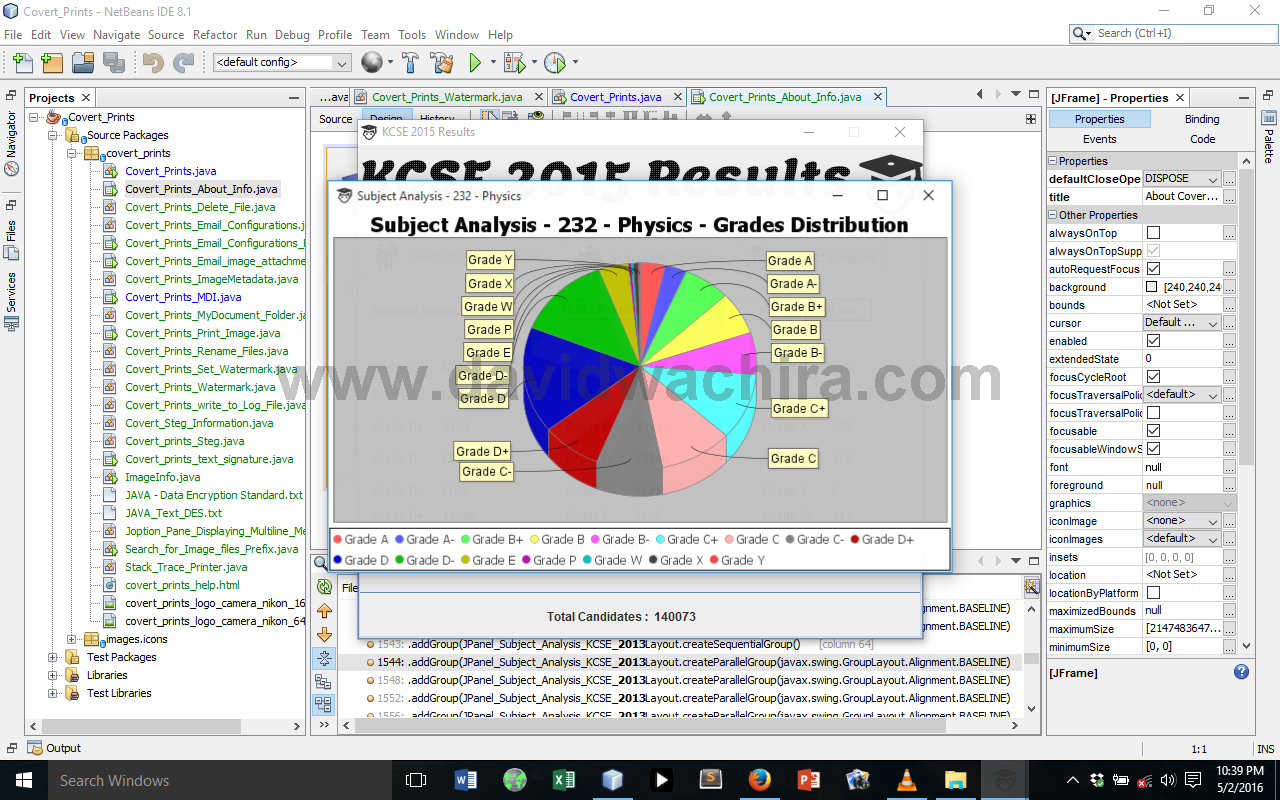 Covert_Prints - NetBeans IDE 8.1
File Edit View Navigate Source Refactor Run Debug Profile Team Tools Window Help
Search (Ctrl+I)
<default config>
Navigator
Files
Services
Projects
Covert_Prints
Source Packages
covert_prints
Covert_Prints.java
Covert_Prints_About_Info.java
Covert_Prints_Delete_File.java
Covert_Prints_Email_Configurations.j
Covert_Prints_Email_Configurations_
Covert_Prints_Email_image_attachme
Covert_Prints_ImageMetadata.java
Covert_Prints_MDI.java
Covert_Prints_MyDocument_Folder.ja
Covert_Prints_Print_Image.java
Covert_Prints_Rename_Files.java
Covert_Prints_Set_Watermark.java
Covert_Prints_Watermark.java
Covert_Prints_write_to_Log_File.java
Covert_Steg_Information.java
Covert_prints_Steg.java
Covert_prints_text_signature.java
ImageInfo.java
JAVA - Data Encryption Standard.txt
JAVA_Text_DES.txt
Joption_Pane_Displaying_Multiline_Me
Search_for_Image_files_Prefix.java
Stack_Trace_Printer.java
covert_prints_help.html
covert_prints_logo_camera_nikon_16
covert_prints_logo_camera_nikon_64
images.icons
Test Packages
Libraries
Test Libraries
...ava Covert_Prints_Watermark.java Covert_Prints.java Covert_Prints_About_Info.java
Source Design History
KCSE 2015 Results
KCSE 2015 Results
Subject Analysis - 232 - Physics
Subject Analysis - 232 - Physics - Grades Distribution
Grade Y
Grade X
Grade W
Grade P
Grade E
Grade D-
Grade D
Grade D+
Grade C-
Grade A
Grade A-
Grade B+
Grade B
Grade B-
Grade C+
Grade C
www.davidwachira.com
Grade A Grade A- Grade B+ Grade B Grade B- Grade C+ Grade C Grade C- Grade D+
Grade D Grade D- Grade E Grade P Grade W Grade X Grade Y
Total Candidates : 140073
File
gnment.BASELINE)
gnment.BASELINE)
1543: .addGroup(JPanel_Subject_Analysis_KCSE_2013Layout.createSequentialGroup() [column 64]
1544: .addGroup(JPanel_Subject_Analysis_KCSE_2013Layout.createParallelGroup(javax.swing.GroupLayout.Alignment.BASELINE)
1548: .addGroup(JPanel_Subject_Analysis_KCSE_2013Layout.createParallelGroup(javax.swing.GroupLayout.Alignment.BASELINE)
1552: .addGroup(JPanel_Subject_Analysis_KCSE_2013Layout.createParallelGroup(javax.swing.GroupLayout.Alignment.BASELINE)
1556: .addGroup(JPanel_Subject_Analysis_KCSE_2013Layout.createParallelGroup(javax.swing.GroupLayout.Alignment.BASELINE)
[JFrame] - Properties
Properties Binding
Events Code
Palette
Properties
defaultCloseOpe DISPOSE
title About Cover...
Other Properties
alwaysOnTop
alwaysOnTopSupp
autoRequestFocus
background [240,240,24
bounds <Not Set>
cursor Default ...
enabled
extendedState 0
focusCycleRoot
focusTraversalPolic <default>
focusTraversalPolic
focusable
focusableWindowS
font null
foreground null
graphics <none>
iconImage <none>
iconImages <default>
insets [0, 0, 0, 0]
location <Not Set>
locationByPlatform
maximizedBounds null
maximumSize [2147483647...
minimumSize [0, 0]
[JFrame]
Output
1:1 INS
Search Windows
10:39 PM
5/2/2016